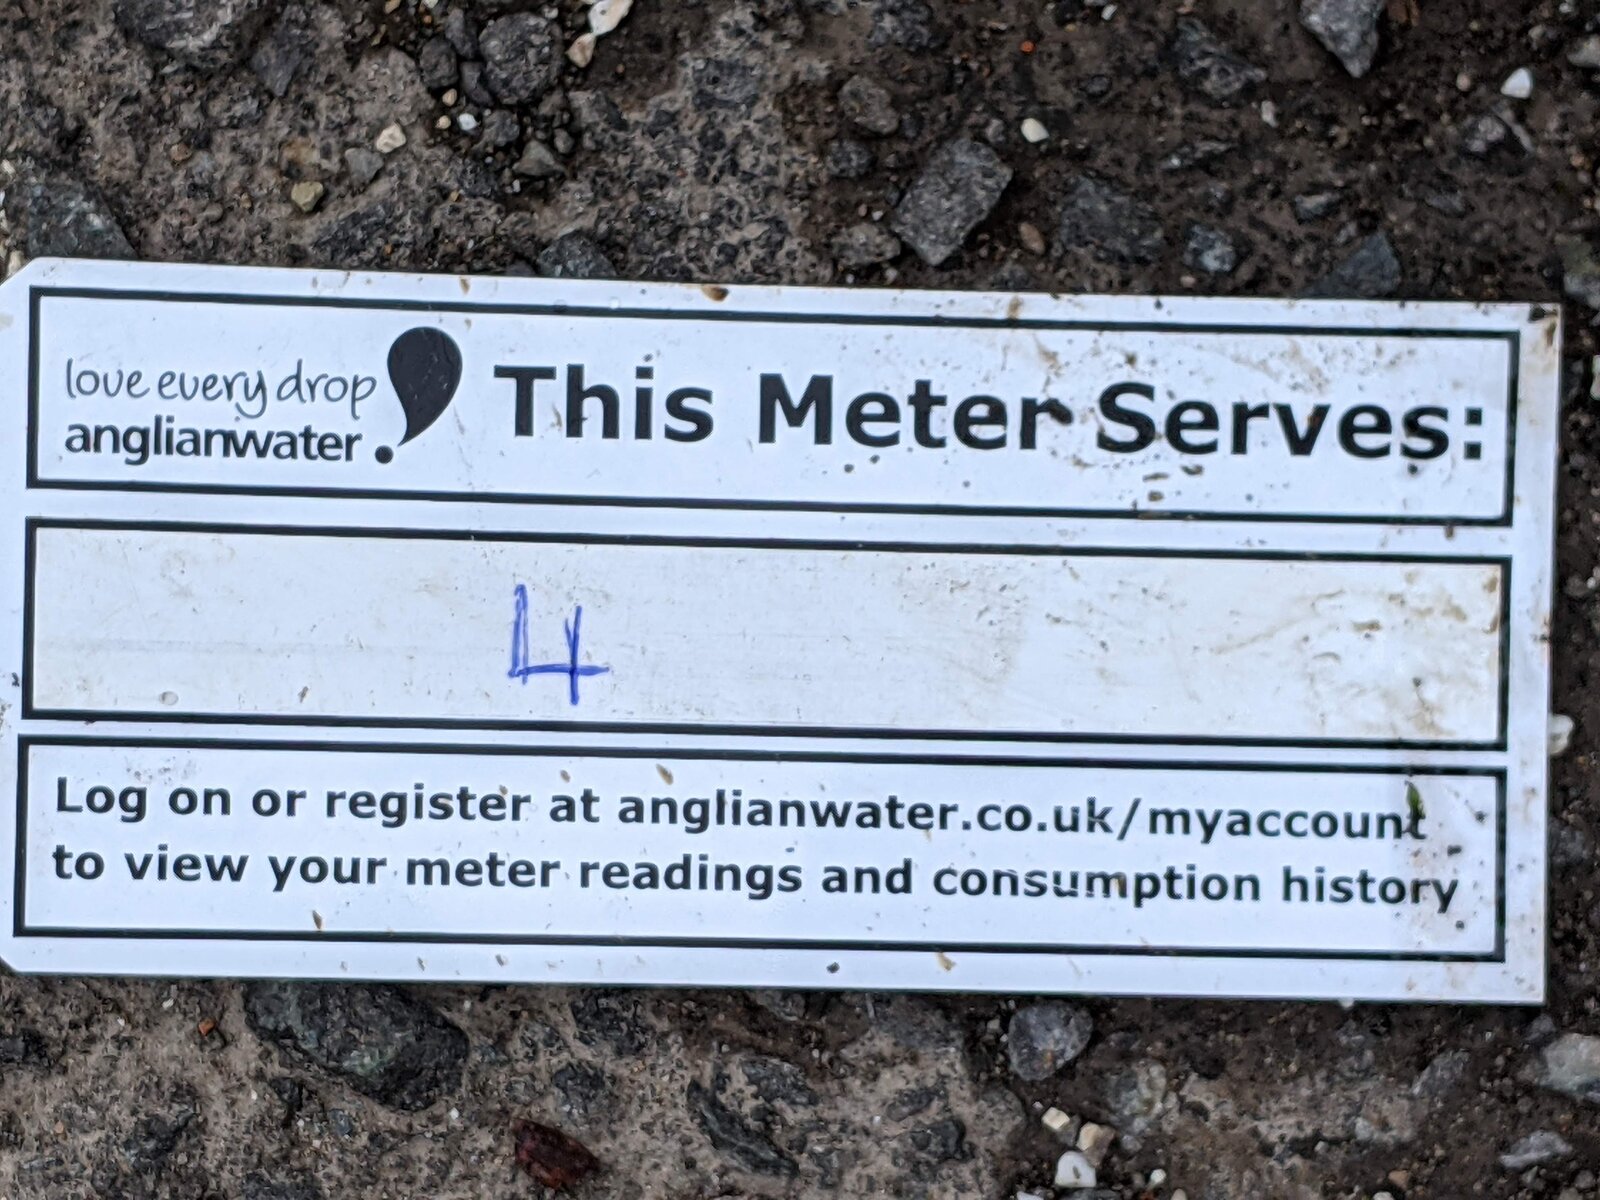 love every drop
anglianwater.
This Meter Serves:
4
Log on or register at anglianwater.co.uk/myaccount
to view your meter readings and consumption history